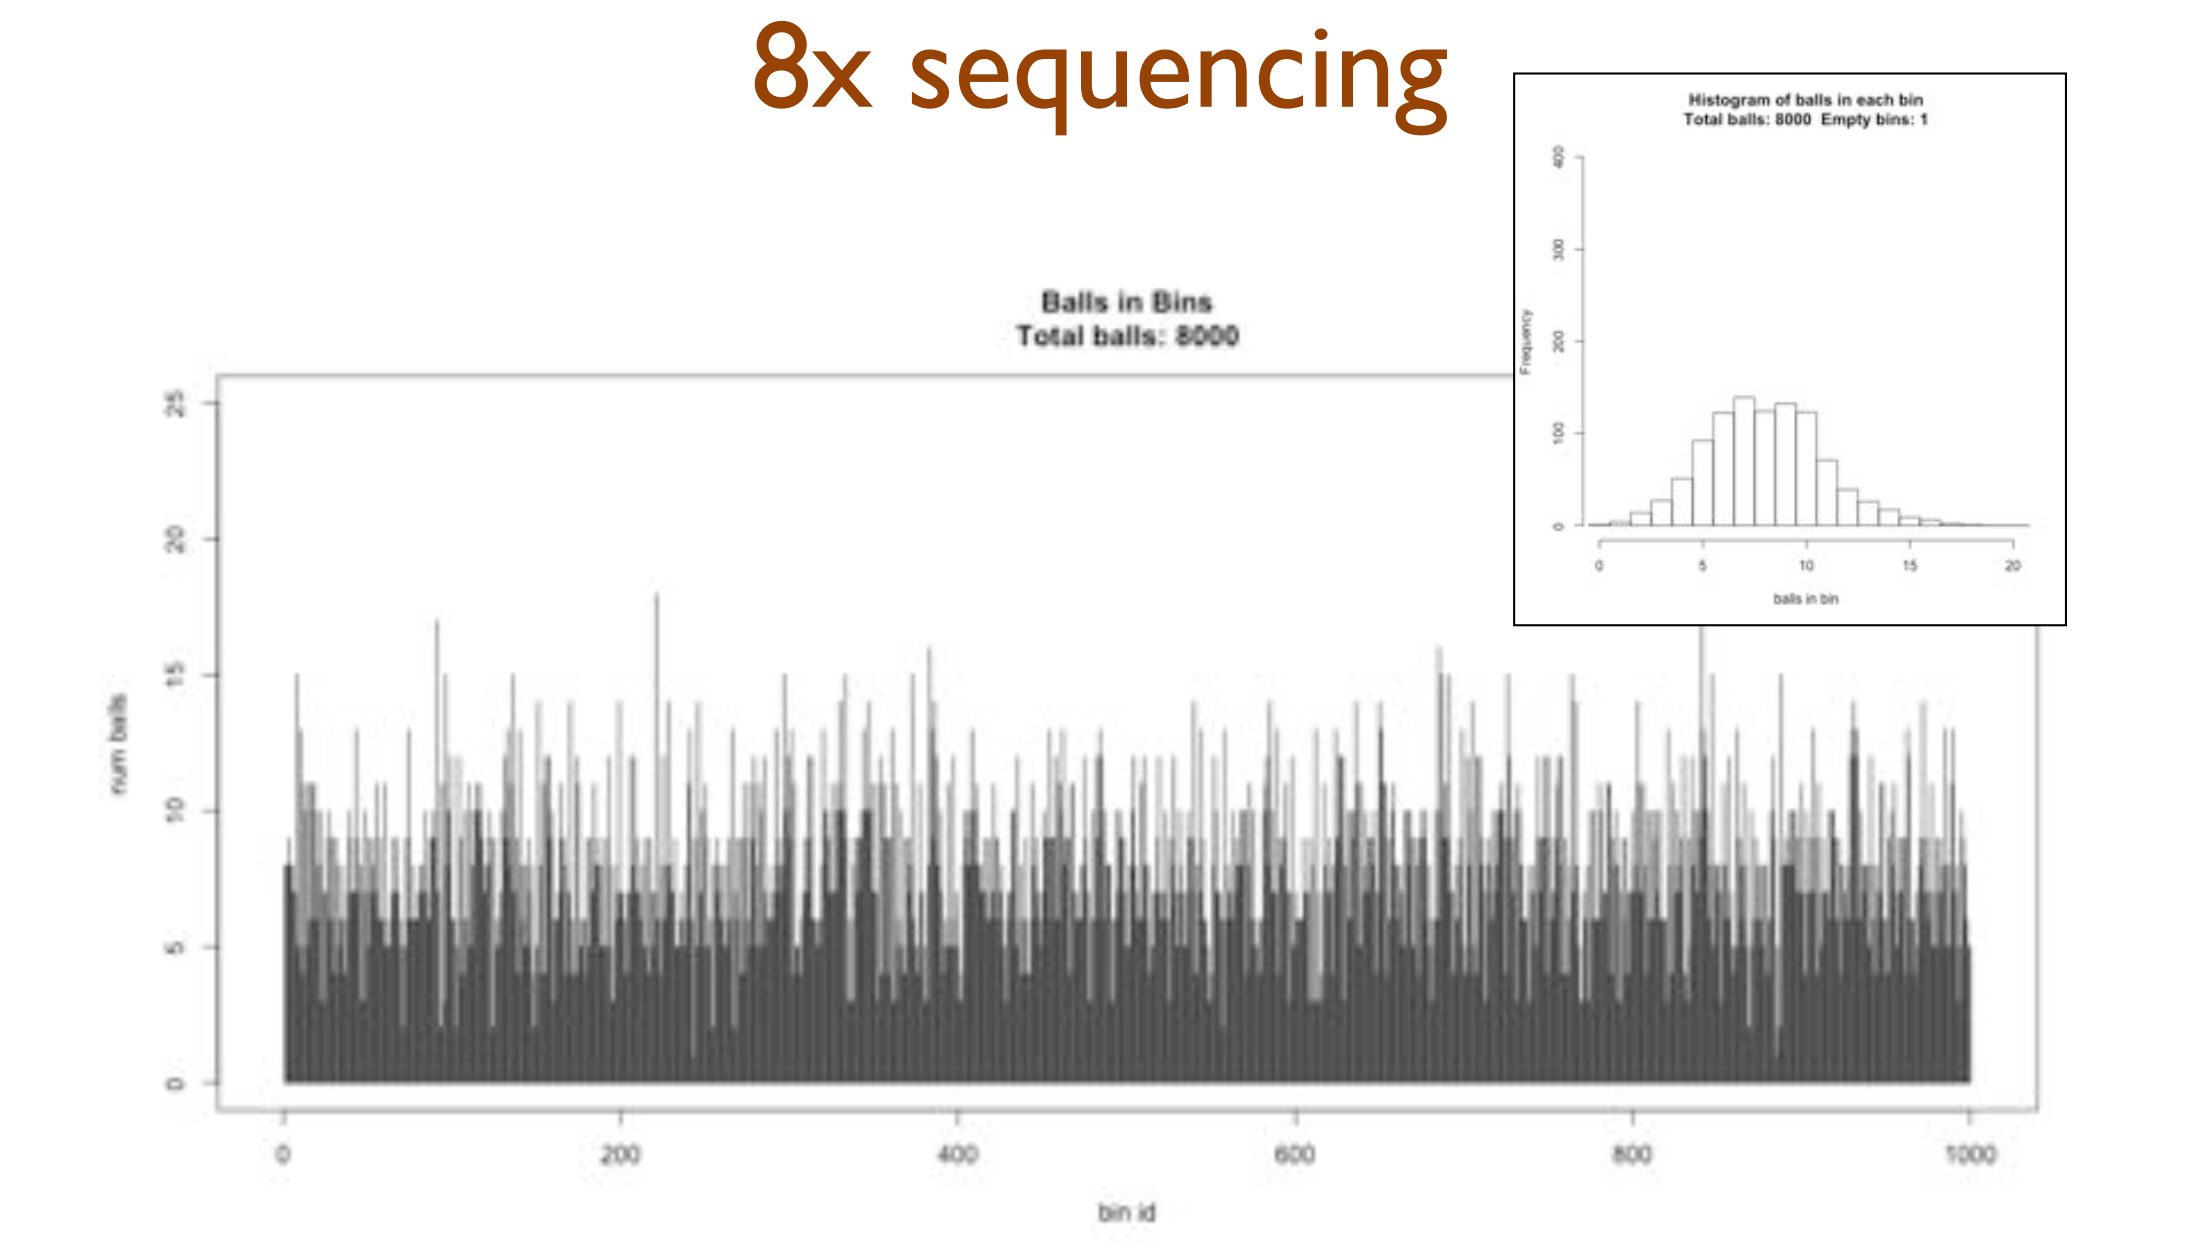 8x sequencing
Histogram of balls in each bin
Total balls: 8000  Empty bins: 1
400
300
200
100
0
Frequency
0 5 10 15 20
balls in bin
Balls in Bins
Total balls: 8000
25
20
15
10
5
0
num balls
0 200 400 600 800 1000
bin id